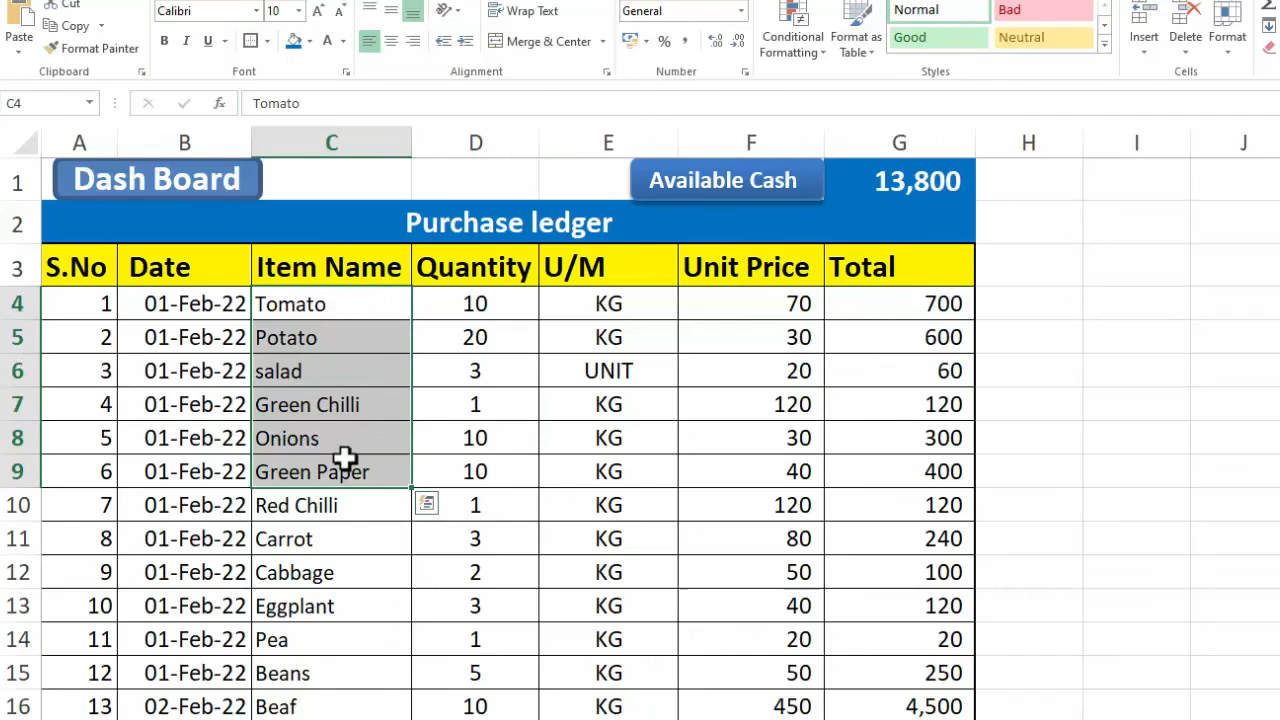 Cut Calibri 10 Wrap Text General Normal Bad
Paste Copy Conditional Format as Insert Delete Format
Format Painter B I U A Merge & Center % Formatting Table Good Neutral
Clipboard Font Alignment Number Styles Cells
C4 fx Tomato
A B C D E F G H I J
1 Dash Board Available Cash 13,800
2 Purchase ledger
3 S.No Date Item Name Quantity U/M Unit Price Total
4 1 01-Feb-22 Tomato 10 KG 70 700
5 2 01-Feb-22 Potato 20 KG 30 600
6 3 01-Feb-22 salad 3 UNIT 20 60
7 4 01-Feb-22 Green Chilli 1 KG 120 120
8 5 01-Feb-22 Onions 10 KG 30 300
9 6 01-Feb-22 Green Paper 10 KG 40 400
10 7 01-Feb-22 Red Chilli 1 KG 120 120
11 8 01-Feb-22 Carrot 3 KG 80 240
12 9 01-Feb-22 Cabbage 2 KG 50 100
13 10 01-Feb-22 Eggplant 3 KG 40 120
14 11 01-Feb-22 Pea 1 KG 20 20
15 12 01-Feb-22 Beans 5 KG 50 250
16 13 02-Feb-22 Beaf 10 KG 450 4,500